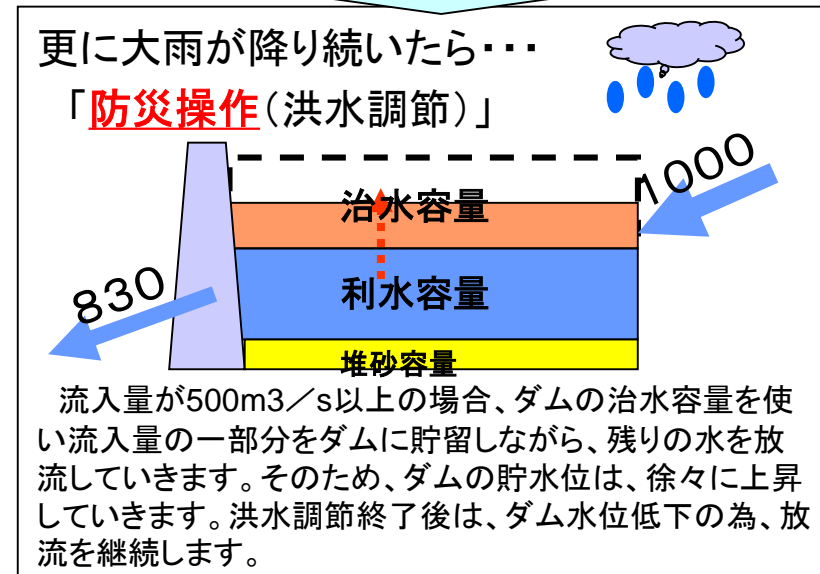 更に大雨が降り続いたら・・・
「防災操作（洪水調節）」
1000
治水容量
利水容量
830
堆砂容量
流入量が500m3／s以上の場合、ダムの治水容量を使
い流入量の一部分をダムに貯留しながら、残りの水を放
流していきます。そのため、ダムの貯水位は、徐々に上昇
していきます。洪水調節終了後は、ダム水位低下の為、放
流を継続します。